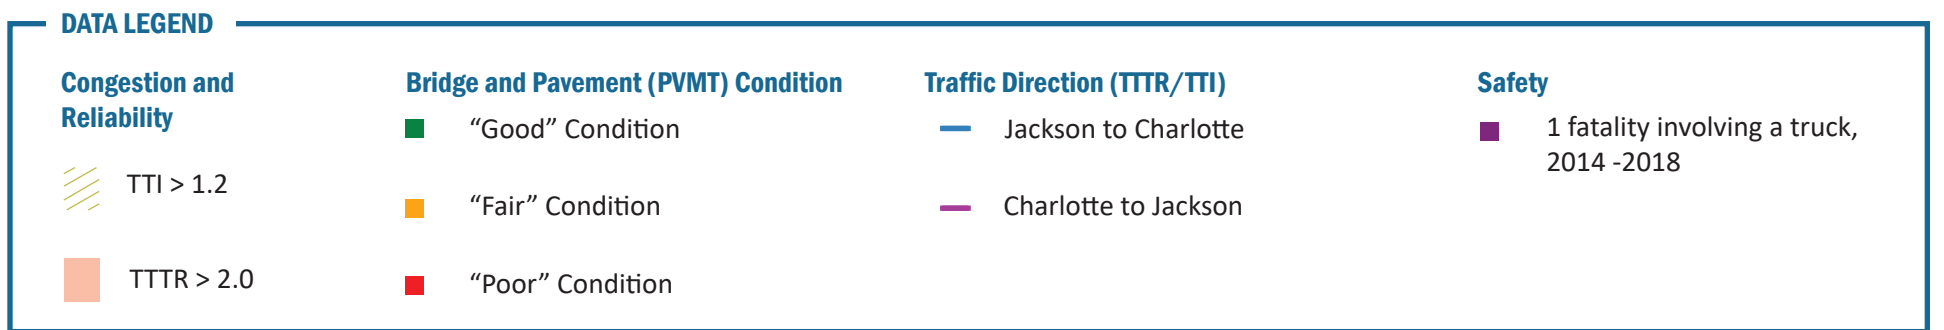 DATA LEGEND
Congestion and
Reliability
TTI > 1.2
TTTR > 2.0
Bridge and Pavement (PVMT) Condition
“Good” Condition
“Fair” Condition
“Poor” Condition
Traffic Direction (TTTR/TTI)
Jackson to Charlotte
Charlotte to Jackson
Safety
1 fatality involving a truck,
2014 -2018